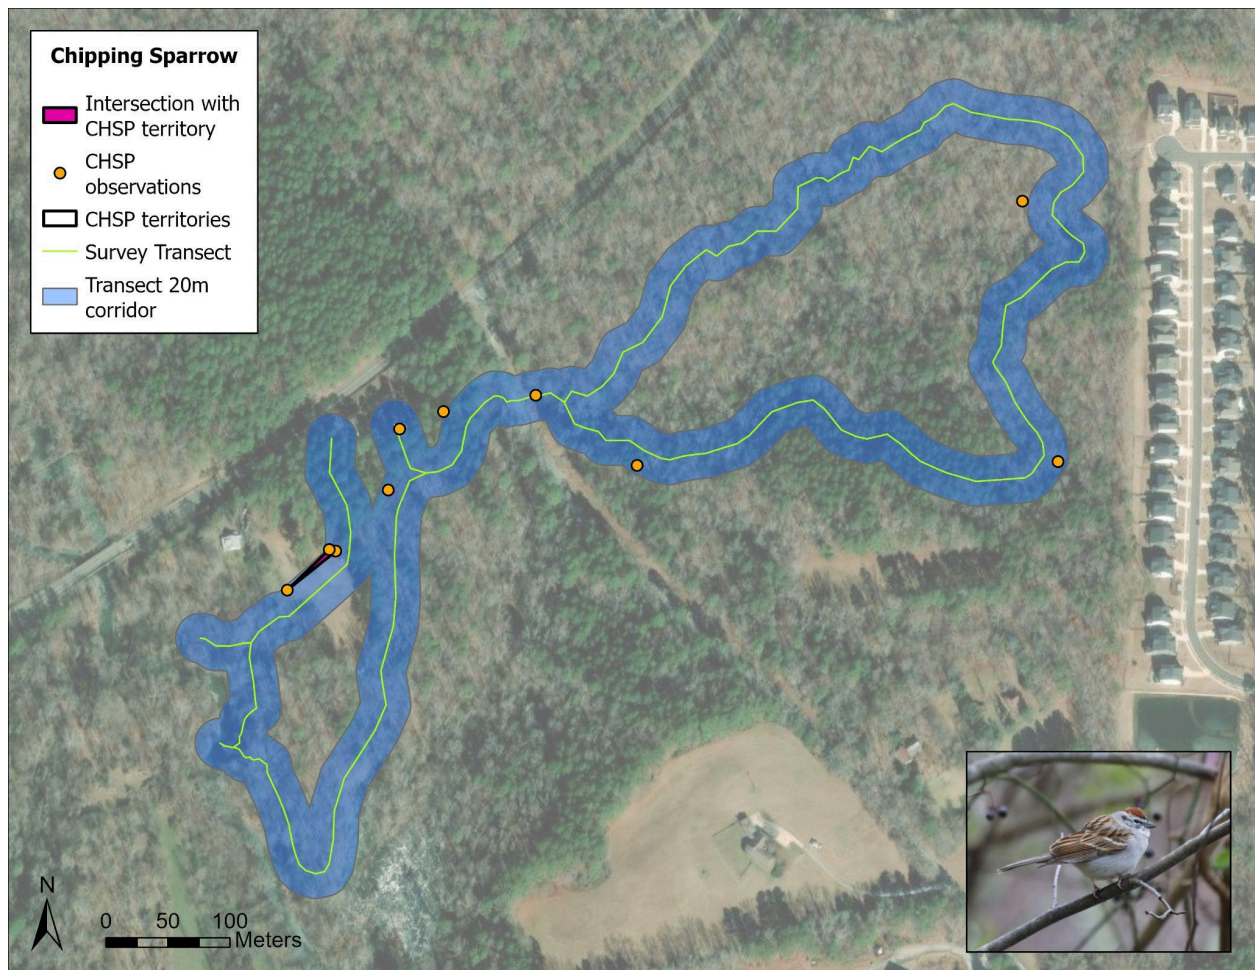 Chipping Sparrow
Intersection with
CHSP territory
CHSP
observations
CHSP territories
Survey Transect
Transect 20m
corridor
N
0 50 100
Meters